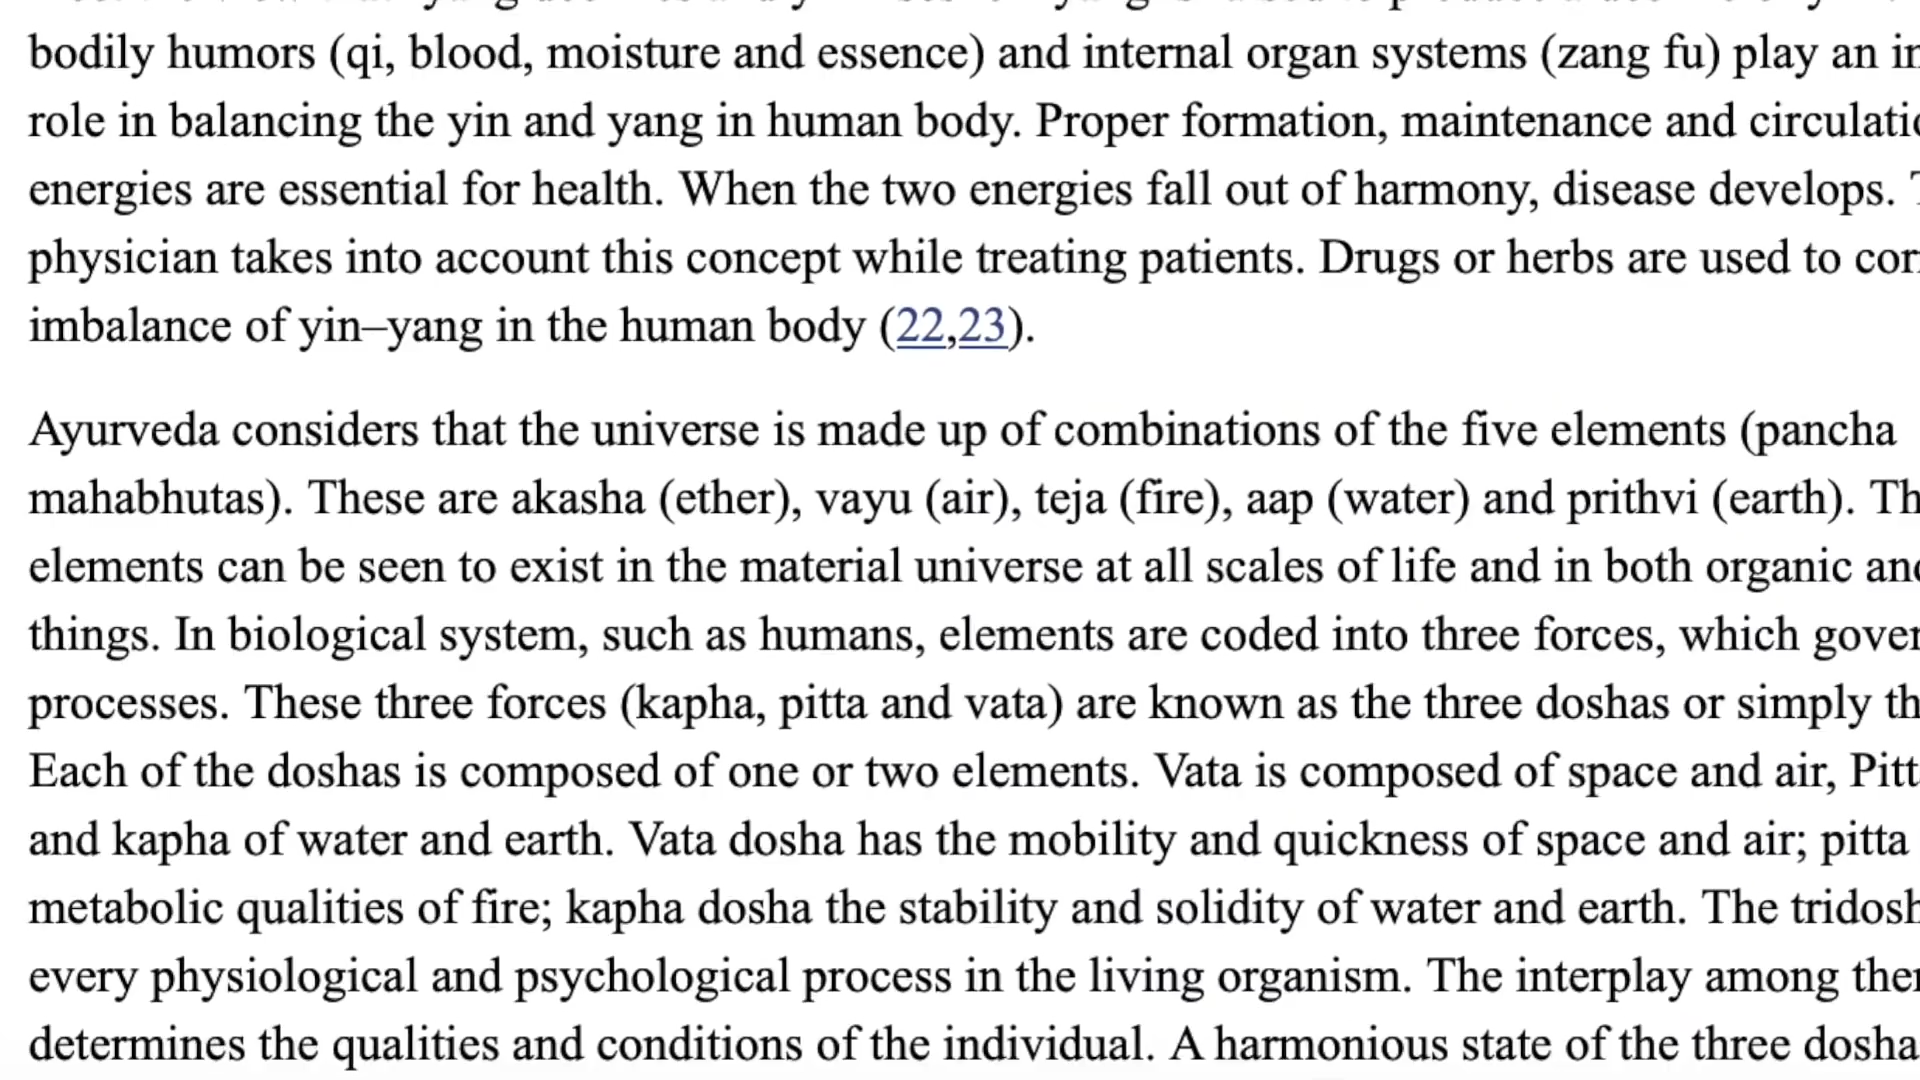 bodily humors (qi, blood, moisture and essence) and internal organ systems (zang fu) play an
role in balancing the yin and yang in human body. Proper formation, maintenance and
energies are essential for health. When the two energies fall out of harmony, disease develops.
physician takes into account this concept while treating patients. Drugs or herbs are used to
imbalance of yin–yang in the human body (22,23).
Ayurveda considers that the universe is made up of combinations of the five elements (pancha
mahabhutas). These are akasha (ether), vayu (air), teja (fire), aap (water) and prithvi (earth).
elements can be seen to exist in the material universe at all scales of life and in both organic
things. In biological system, such as humans, elements are coded into three forces, which
processes. These three forces (kapha, pitta and vata) are known as the three doshas or simply
Each of the doshas is composed of one or two elements. Vata is composed of space and air,
and kapha of water and earth. Vata dosha has the mobility and quickness of space and air; pitta
metabolic qualities of fire; kapha dosha the stability and solidity of water and earth. The
every physiological and psychological process in the living organism. The interplay among
determines the qualities and conditions of the individual. A harmonious state of the three